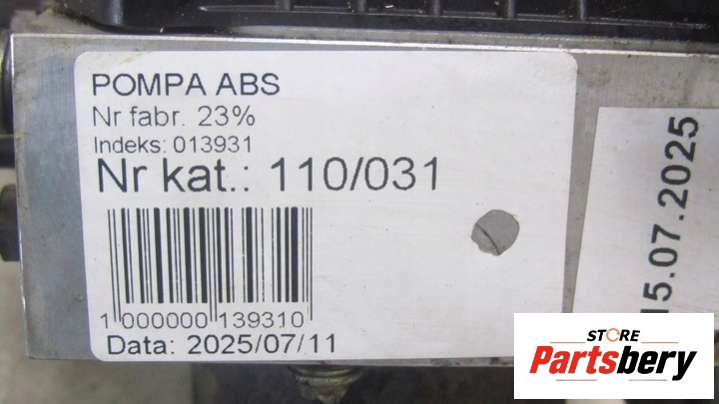 POMPA ABS
Nr fabr. 23%
Indeks: 013931
Nr kat.: 110/031
1 000000 139310
Data: 2025/07/11
15.07.2025
STORE
Partsbery